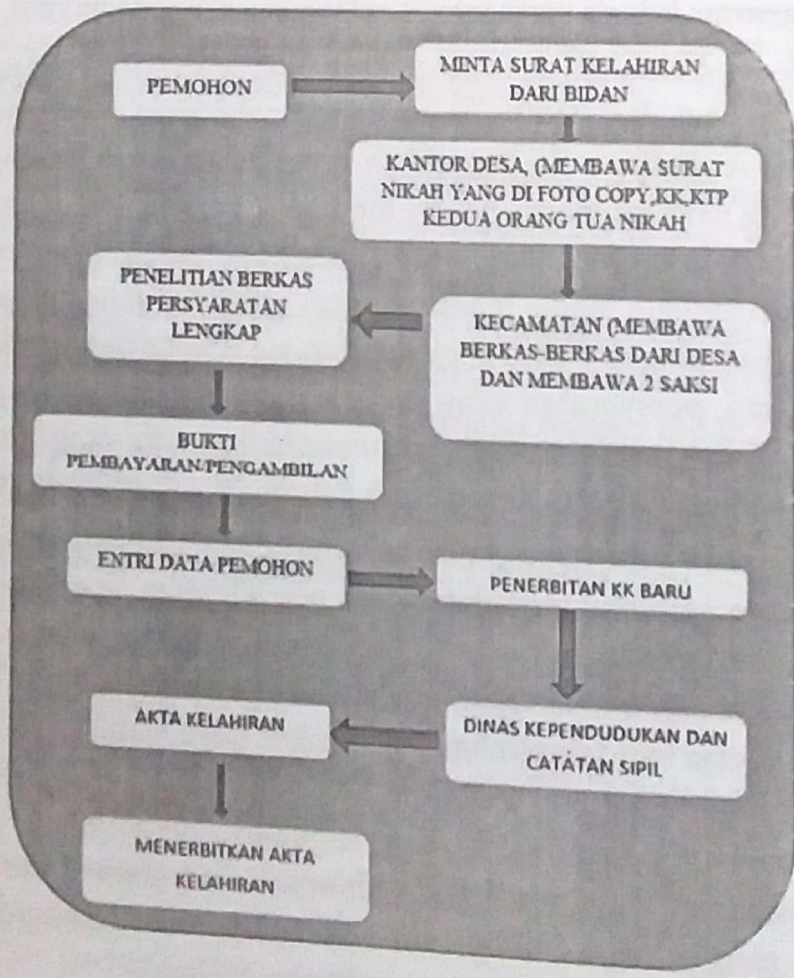 PEMOHON
MINTA SURAT KELAHIRAN
DARI BIDAN
KANTOR DESA, (MEMBAWA SURAT
NIKAH YANG DI FOTO COPY,KK,KTP
KEDUA ORANG TUA NIKAH
KECAMATAN (MEMBAWA
BERKAS-BERKAS DARI DESA
DAN MEMBAWA 2 SAKSI
PENELITIAN BERKAS
PERSYARATAN
LENGKAP
BUKTI
PEMBAYARAN/PENGAMBILAN
ENTRI DATA PEMOHON
PENERBITAN KK BARU
DINAS KEPENDUDUKAN DAN
CATATAN SIPIL
AKTA KELAHIRAN
MENERBITKAN AKTA
KELAHIRAN